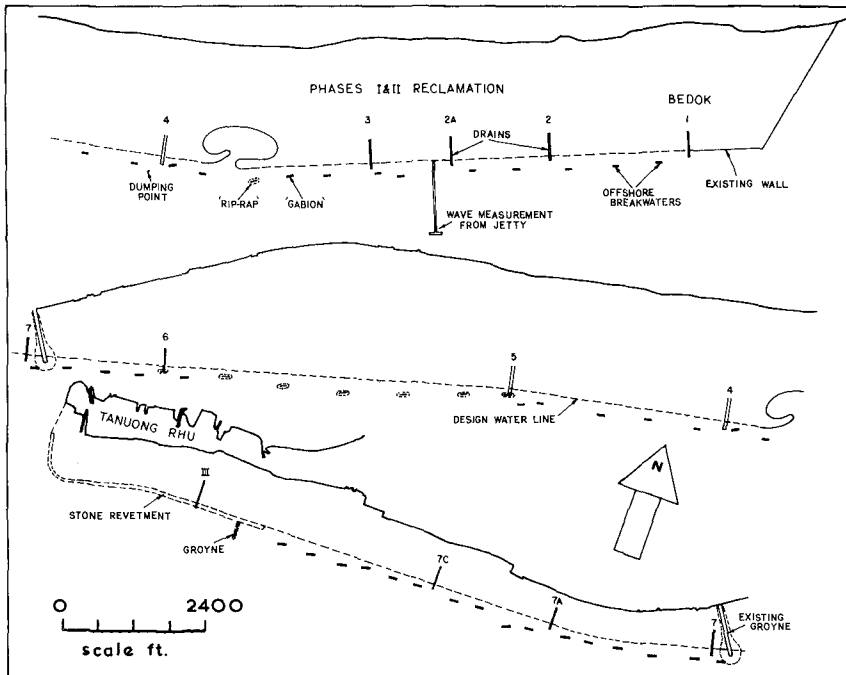 PHASES I&II RECLAMATION
BEDOK
4
3
2A
2
1
DRAINS
DUMPING
POINT
'RIP-RAP'
'GABION'
WAVE MEASUREMENT
FROM JETTY
OFFSHORE
BREAKWATERS
EXISTING WALL
7
6
5
4
DESIGN WATER LINE
TANUONG RHU
N
III
STONE REVETMENT
GROYNE
7C
7A
7
EXISTING
GROYNE
0 2400
scale ft.